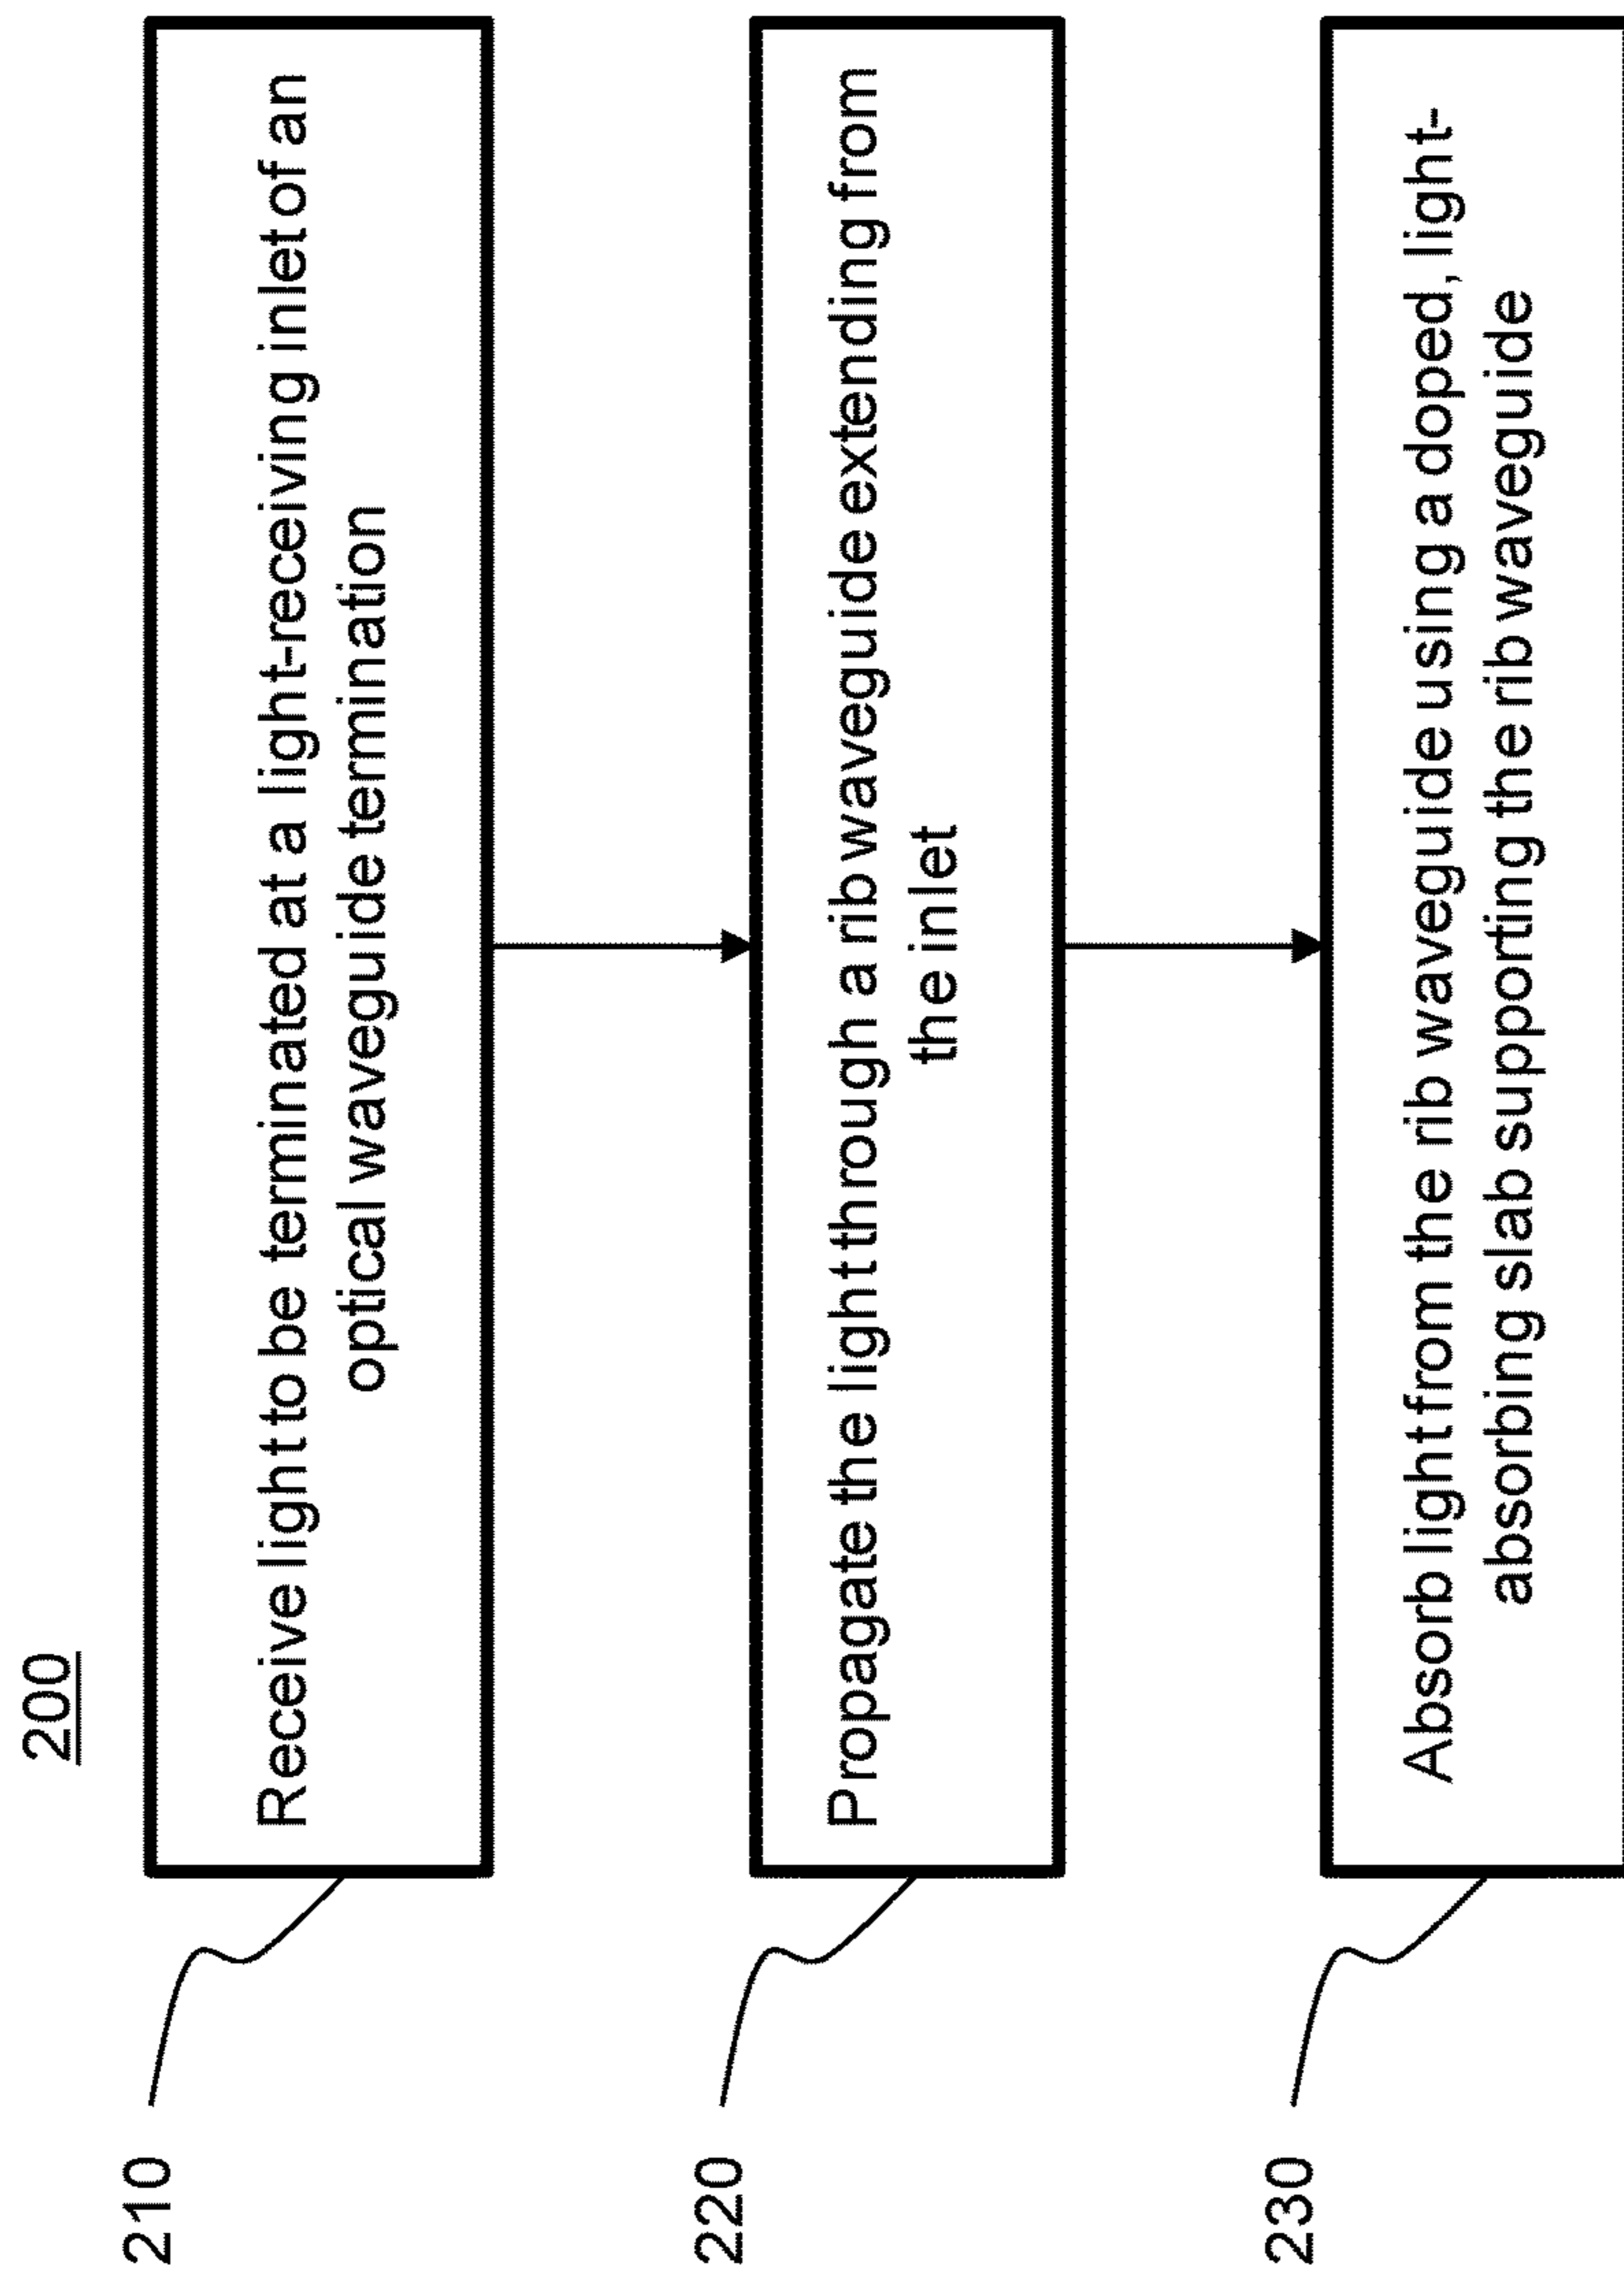 200
210
Receive light to be terminated at a light-receiving inlet of an
optical waveguide termination
220
Propagate the light through a rib waveguide extending from
the inlet
230
Absorb light from the rib waveguide using a doped, light-
absorbing slab supporting the rib waveguide